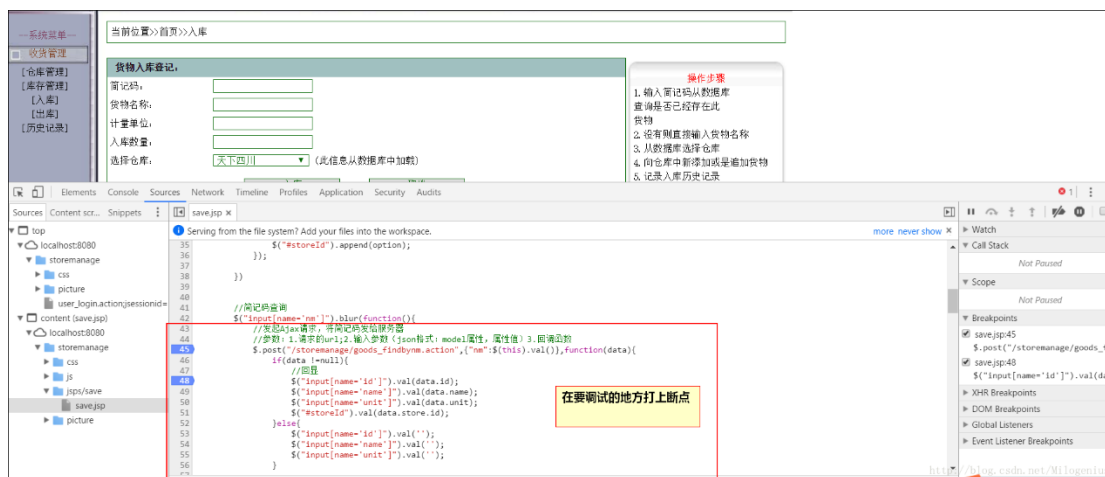 当前位置>>首页>>入库
--系统菜单--
收货管理
[仓库管理]
[库存管理]
[入库]
[出库]
[历史记录]
货物入库登记：
简记码：
货物名称：
计量单位：
入库数量：
选择仓库：
天下四川
(此信息从数据库中加载)
操作步骤
1. 输入简记码从数据库
查询是否已经存在此
货物
2. 没有则直接输入货物名称
3. 从数据库选择仓库
4. 向仓库中新添加或是追加货物
5. 记录入库历史记录
Elements Console Sources Network Timeline Profiles Application Security Audits
1
Sources Content scr... Snippets
save.jsp ×
Serving from the file system? Add your files into the workspace.
more never show ×
top
localhost:8080
storemanage
css
picture
user_login.action;jsessionid=
content (save.jsp)
localhost:8080
storemanage
css
js
jsps/save
save.jsp
picture
35 $("#storeId").append(option);
36 });
37
38 })
39
40
41 //简记码查询
42 $("input[name='nm']").blur(function(){
43 //发起Ajax请求，将简记码发给服务器
44 //参数：1.请求的url;2.输入参数（json格式：model属性，属性值）3.回调函数
45 $.post("/storemanage/goods_findbynm.action",{"nm":$(this).val()},function(data){
46 if(data !=null){
47 //回显
48 $("input[name='id']").val(data.id);
49 $("input[name='name']").val(data.name);
50 $("input[name='unit']").val(data.unit);
51 $("#storeId").val(data.store.id);
52 }else{
53 $("input[name='id']").val('');
54 $("input[name='name']").val('');
55 $("input[name='unit']").val('');
56 }
在要调试的地方打上断点
Watch
Call Stack
Not Paused
Scope
Not Paused
Breakpoints
save.jsp:45
$.post("/storemanage/goods_
save.jsp:48
$("input[name='id']").val(da
XHR Breakpoints
DOM Breakpoints
Global Listeners
Event Listener Breakpoints
http://blog.csdn.net/Milogenius